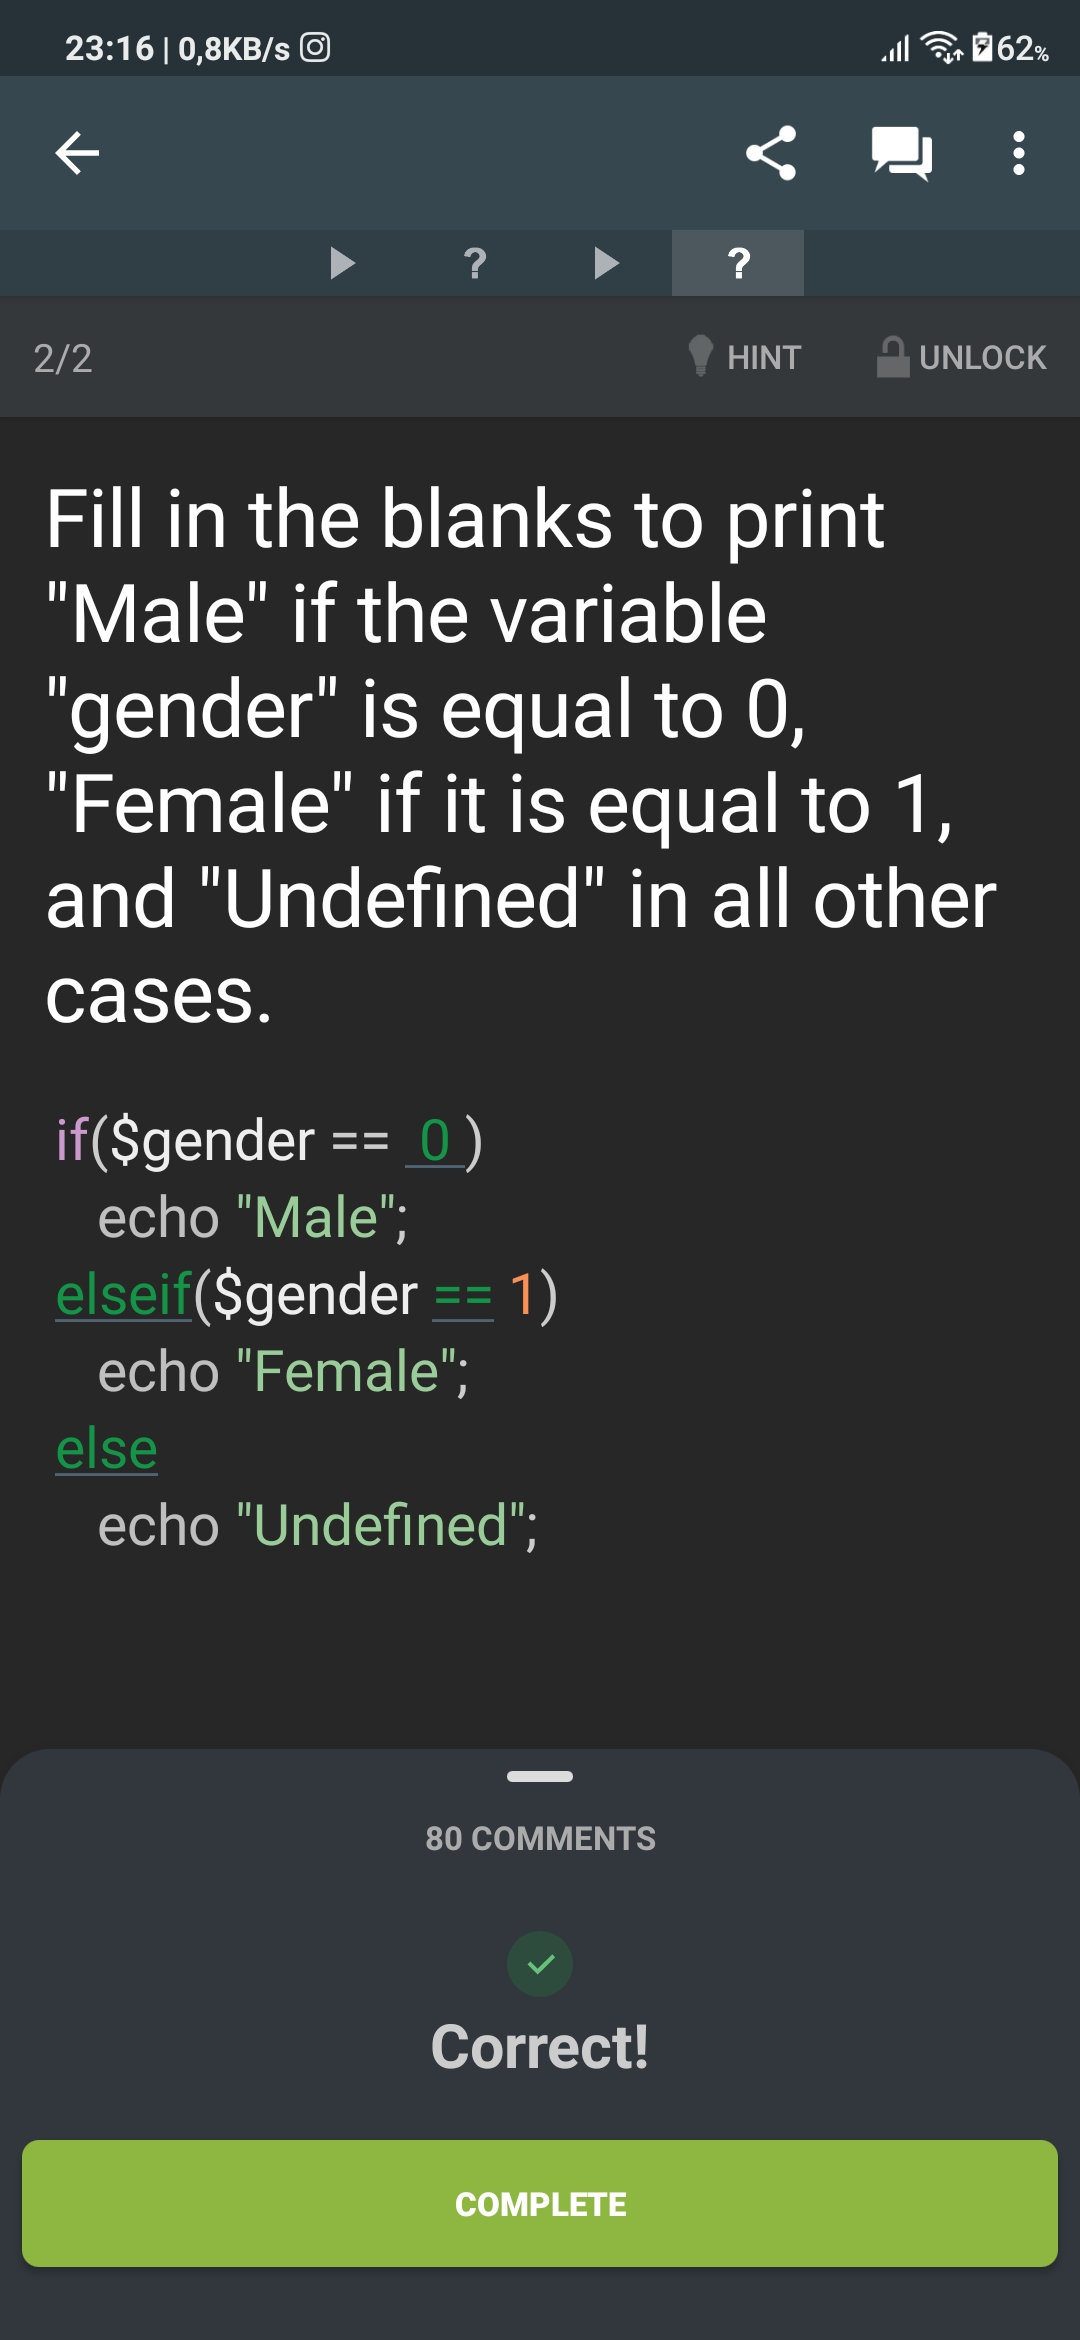 23:16 | 0,8KB/s 62%
? ?
2/2 HINT UNLOCK
Fill in the blanks to print
"Male" if the variable
"gender" is equal to 0,
"Female" if it is equal to 1,
and "Undefined" in all other
cases.
if($gender == 0 )
echo "Male";
elseif($gender == 1)
echo "Female";
else
echo "Undefined";
80 COMMENTS
Correct!
COMPLETE